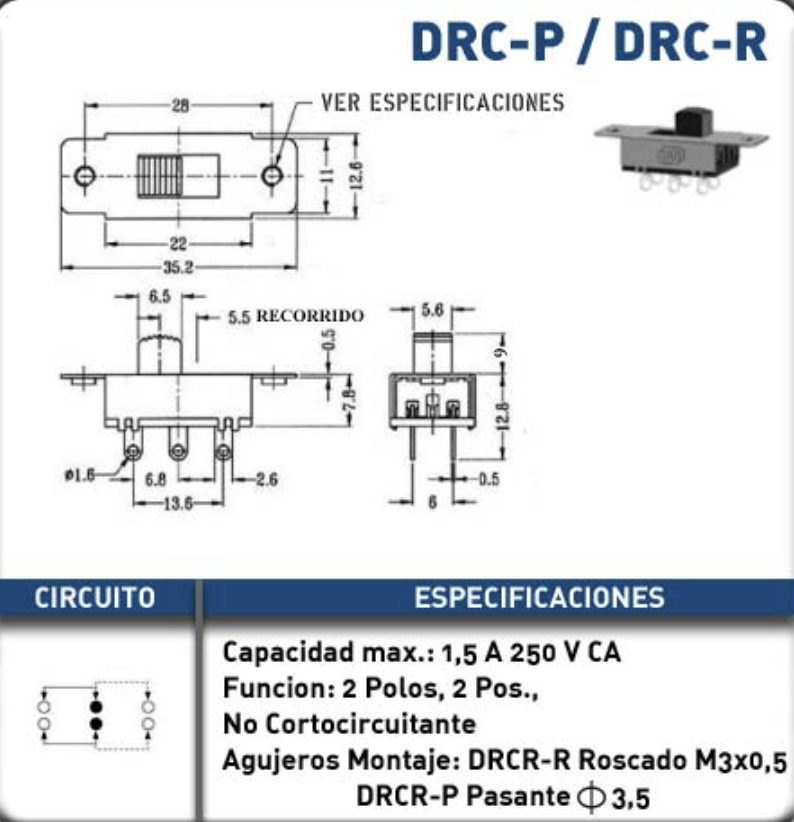 DRC-P / DRC-R
28
VER ESPECIFICACIONES
11
12.6
22
35.2
6.5
5.5 RECORRIDO
0.5
7.8
5.6
9
12.8
ø1.6
6.8
2.6
13.6
0.5
6
CIRCUITO
ESPECIFICACIONES
Capacidad max.: 1,5 A 250 V CA
Funcion: 2 Polos, 2 Pos.,
No Cortocircuitante
Agujeros Montaje: DRCR-R Roscado M3x0,5
DRCR-P Pasante Φ 3,5